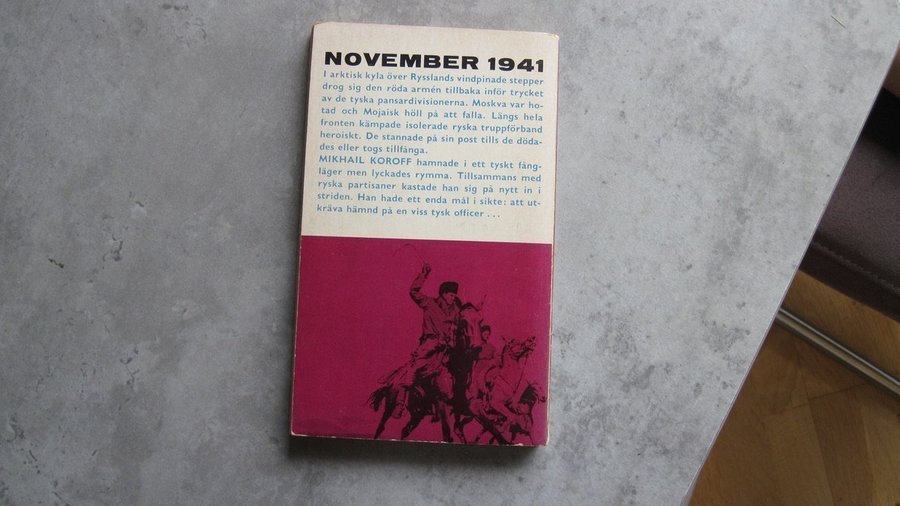 NOVEMBER 1941
I arktisk kyla över Rysslands vindpinade stepper
drog sig den röda armén tillbaka inför trycket
av de tyska pansardivisionerna. Moskva var ho-
tad och Mojaisk höll på att falla. Längs hela
fronten kämpade isolerade ryska truppförband
heroiskt. De stannade på sin post tills de döda-
des eller togs tillfånga.
MIKHAIL KOROFF hamnade i ett tyskt fång-
läger men lyckades rymma. Tillsammans med
ryska partisaner kastade han sig på nytt in i
striden. Han hade ett enda mål i sikte: att ut-
kräva hämnd på en viss tysk officer ...